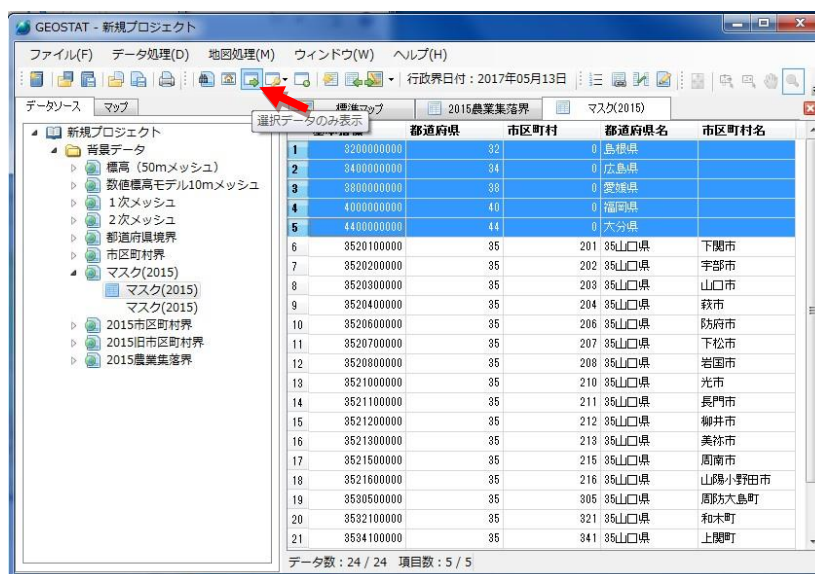 GEOSTAT - 新規プロジェクト
ファイル(F) データ処理(D) 地図処理(M) ウィンドウ(W) ヘルプ(H)
行政界日付：2017年05月13日
データソース マップ 標準マップ 2015農業集落界 マスク(2015)
選択データのみ表示
都道府県 市区町村 都道府県名 市区町村名
新規プロジェクト
背景データ
標高（50mメッシュ）
数値標高モデル10mメッシュ
1次メッシュ
2次メッシュ
都道府県境界
市区町村界
マスク(2015)
マスク(2015)
マスク(2015)
2015市区町村界
2015旧市区町村界
2015農業集落界
1 3200000000 32 0 島根県
2 3400000000 34 0 広島県
3 3800000000 38 0 愛媛県
4 4000000000 40 0 福岡県
5 4400000000 44 0 大分県
6 3520100000 35 201 35山口県 下関市
7 3520200000 35 202 35山口県 宇部市
8 3520300000 35 203 35山口県 山口市
9 3520400000 35 204 35山口県 萩市
10 3520600000 35 206 35山口県 防府市
11 3520700000 35 207 35山口県 下松市
12 3520800000 35 208 35山口県 岩国市
13 3521000000 35 210 35山口県 光市
14 3521100000 35 211 35山口県 長門市
15 3521200000 35 212 35山口県 柳井市
16 3521300000 35 213 35山口県 美祢市
17 3521500000 35 215 35山口県 周南市
18 3521600000 35 216 35山口県 山陽小野田市
19 3530500000 35 305 35山口県 周防大島町
20 3532100000 35 321 35山口県 和木町
21 3534100000 35 341 35山口県 上関町
データ数：24 / 24 項目数：5 / 5